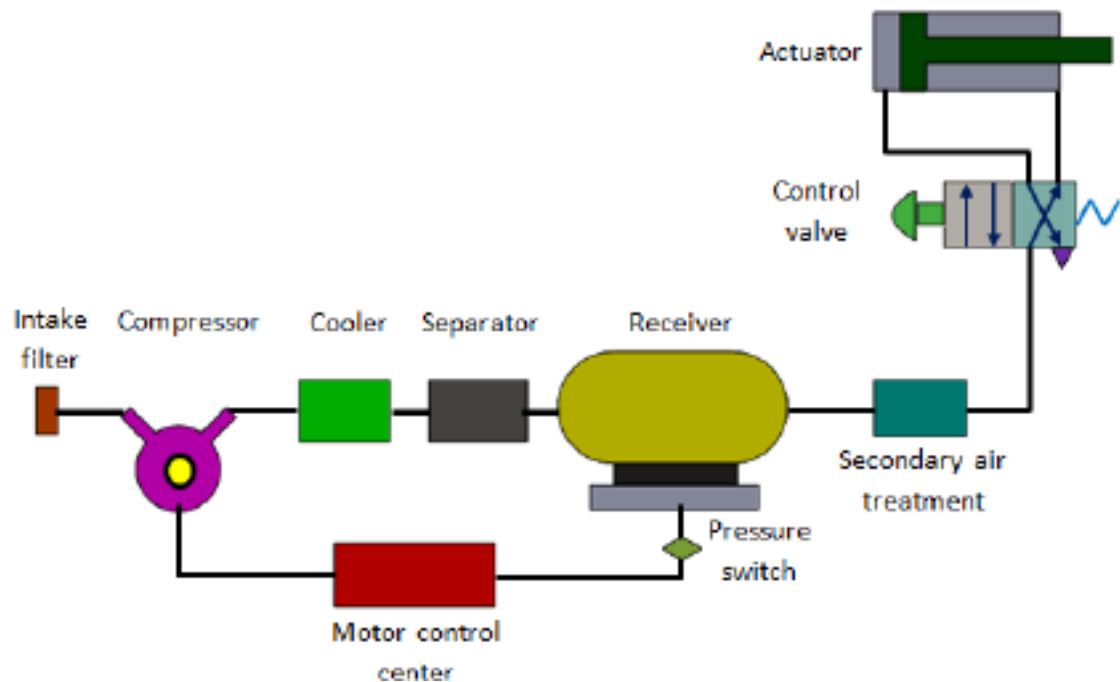 Actuator
Control
valve
Intake
filter
Compressor
Cooler
Separator
Receiver
Secondary air
treatment
Pressure
switch
Motor control
center